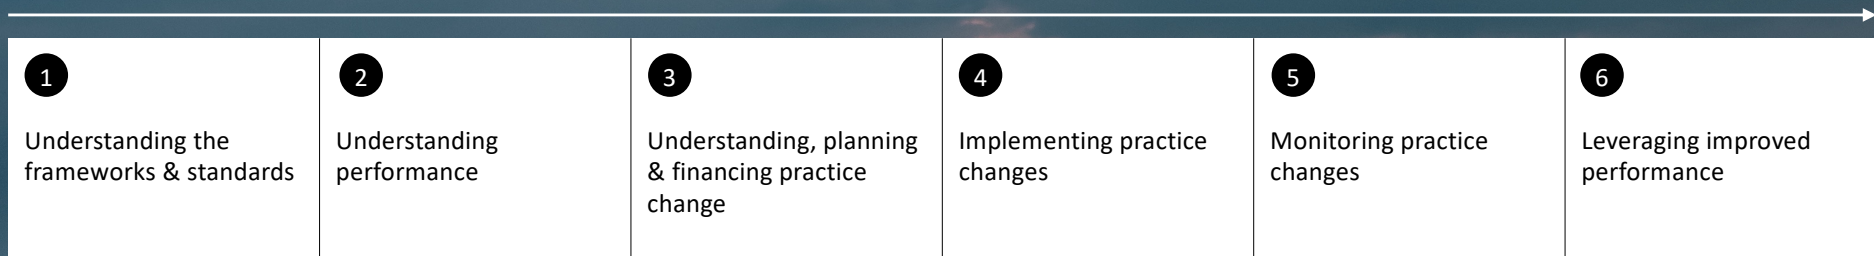 1
Understanding the
frameworks & standards
2
Understanding
performance
3
Understanding, planning
& financing practice
change
4
Implementing practice
changes
5
Monitoring practice
changes
6
Leveraging improved
performance